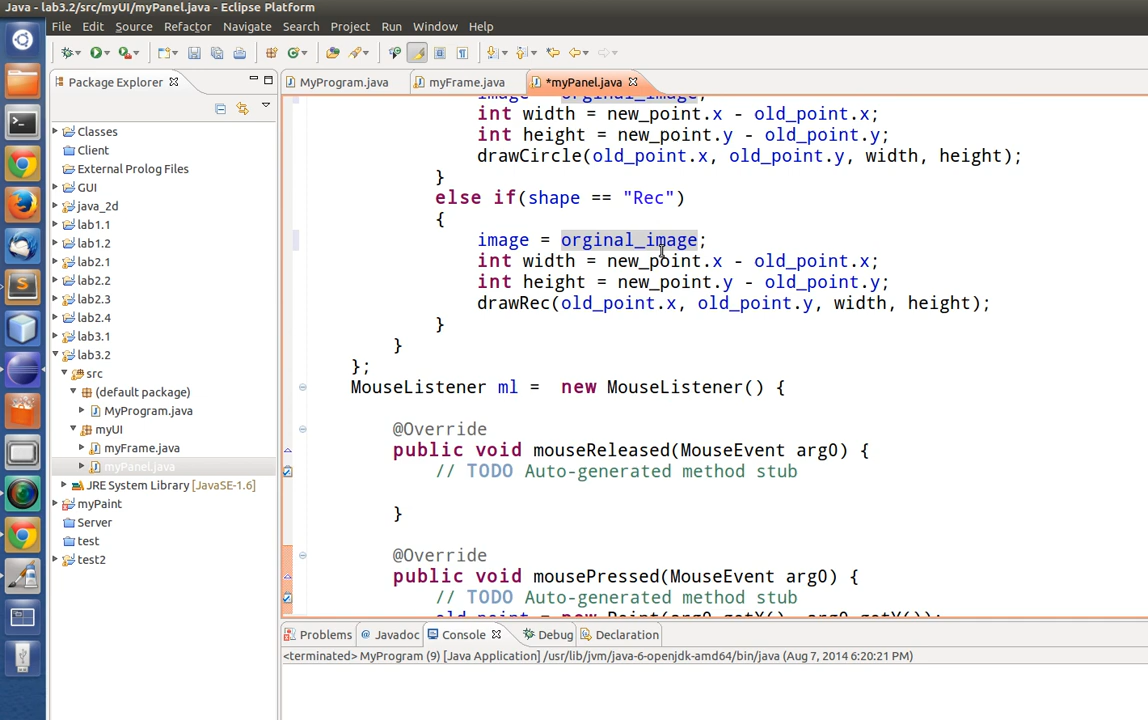 Java - lab3.2/src/myUI/myPanel.java - Eclipse Platform
File Edit Source Refactor Navigate Search Project Run Window Help
Package Explorer
MyProgram.java myFrame.java *myPanel.java
Classes
Client
External Prolog Files
GUI
java_2d
lab1.1
lab1.2
lab2.1
lab2.2
lab2.3
lab2.4
lab3.1
lab3.2
src
(default package)
MyProgram.java
myUI
myFrame.java
myPanel.java
JRE System Library [JavaSE-1.6]
myPaint
Server
test
test2
image = orginal_image;
int width = new_point.x - old_point.x;
int height = new_point.y - old_point.y;
drawCircle(old_point.x, old_point.y, width, height);
}
else if(shape == "Rec")
{
image = orginal_image;
int width = new_point.x - old_point.x;
int height = new_point.y - old_point.y;
drawRec(old_point.x, old_point.y, width, height);
}
}
};
MouseListener ml = new MouseListener() {
@Override
public void mouseReleased(MouseEvent arg0) {
// TODO Auto-generated method stub
}
@Override
public void mousePressed(MouseEvent arg0) {
// TODO Auto-generated method stub
old_point = new Point(arg0.getX(), arg0.getY());
Problems @ Javadoc Console Debug Declaration
<terminated> MyProgram (9) [Java Application] /usr/lib/jvm/java-6-openjdk-amd64/bin/java (Aug 7, 2014 6:20:21 PM)